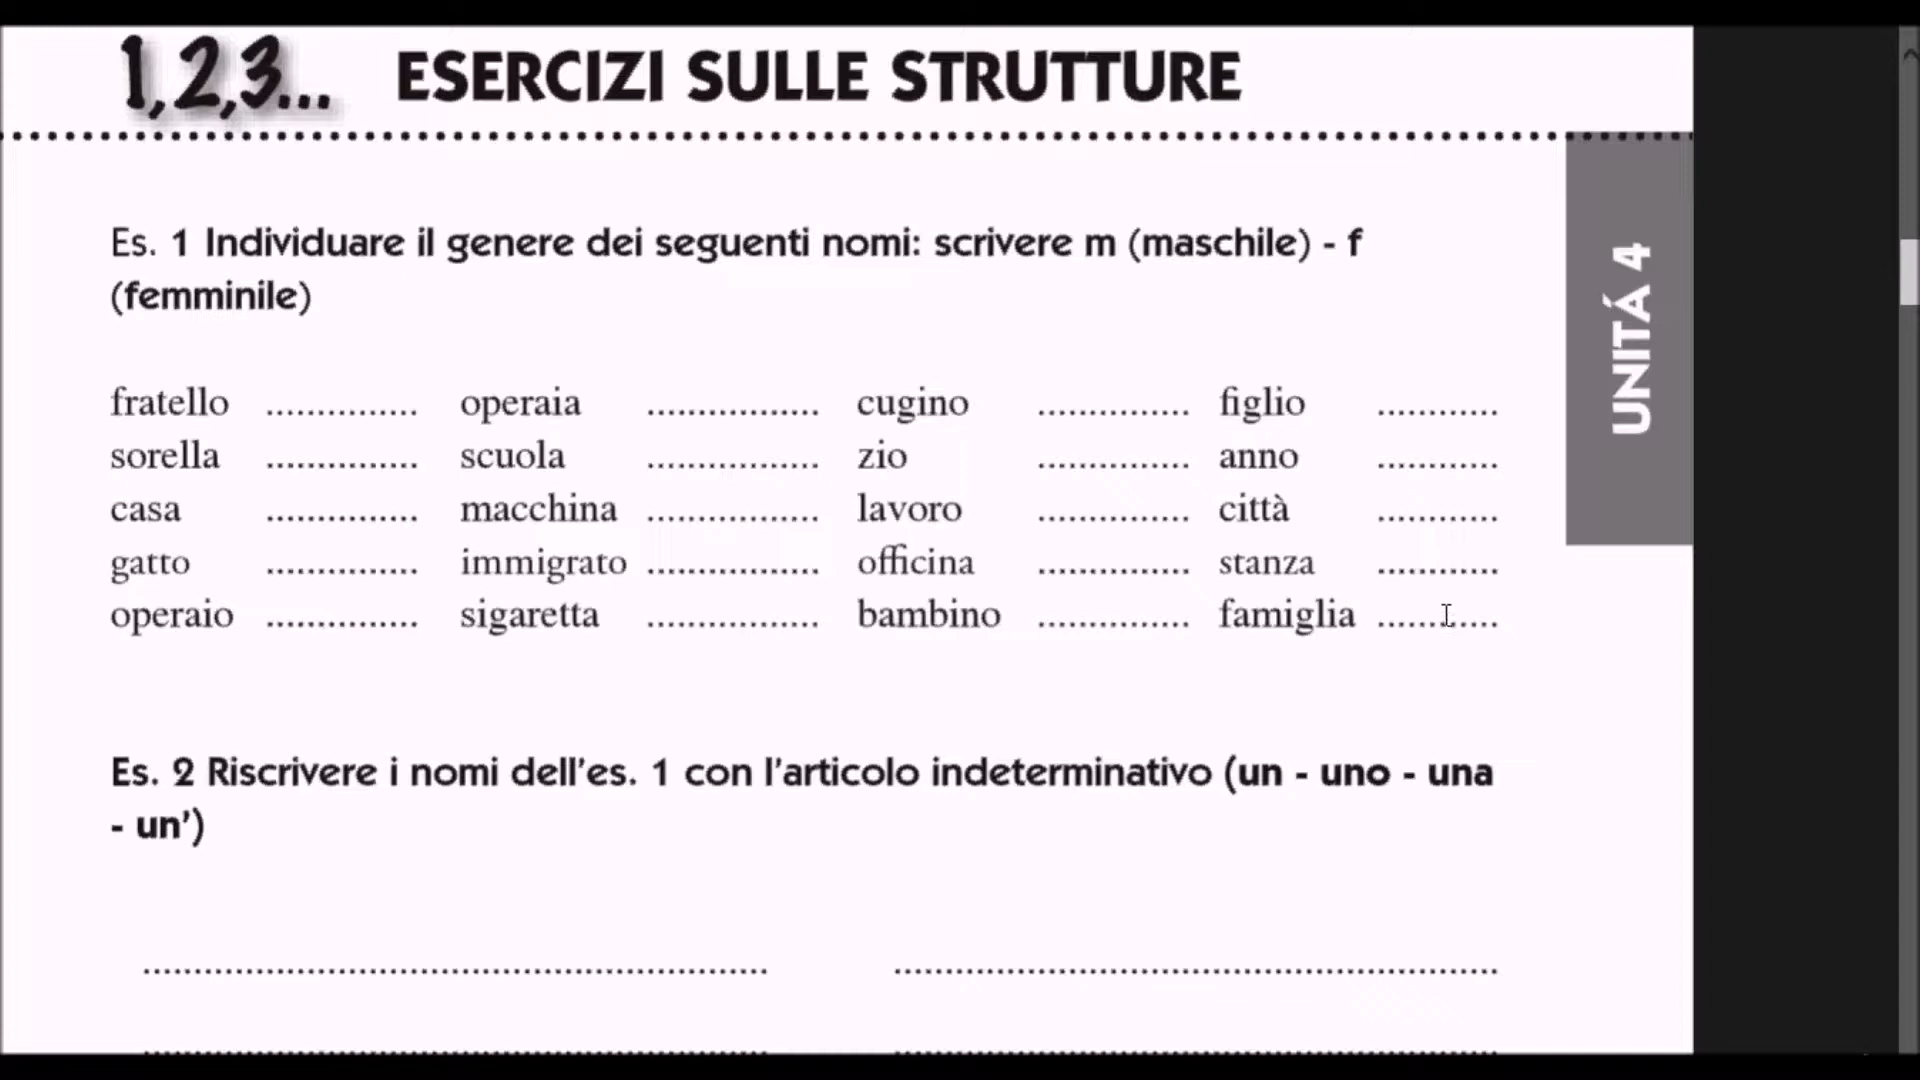 1,2,3... ESERCIZI SULLE STRUTTURE
UNITÁ 4
Es. 1 Individuare il genere dei seguenti nomi: scrivere m (maschile) - f
(femminile)
fratello ............... operaia ................. cugino ............... figlio ............
sorella ............... scuola ................. zio ............... anno ............
casa ............... macchina ................. lavoro ............... città ............
gatto ............... immigrato ................. officina ............... stanza ............
operaio ............... sigaretta ................. bambino ............... famiglia ............
Es. 2 Riscrivere i nomi dell'es. 1 con l'articolo indeterminativo (un - uno - una
- un')